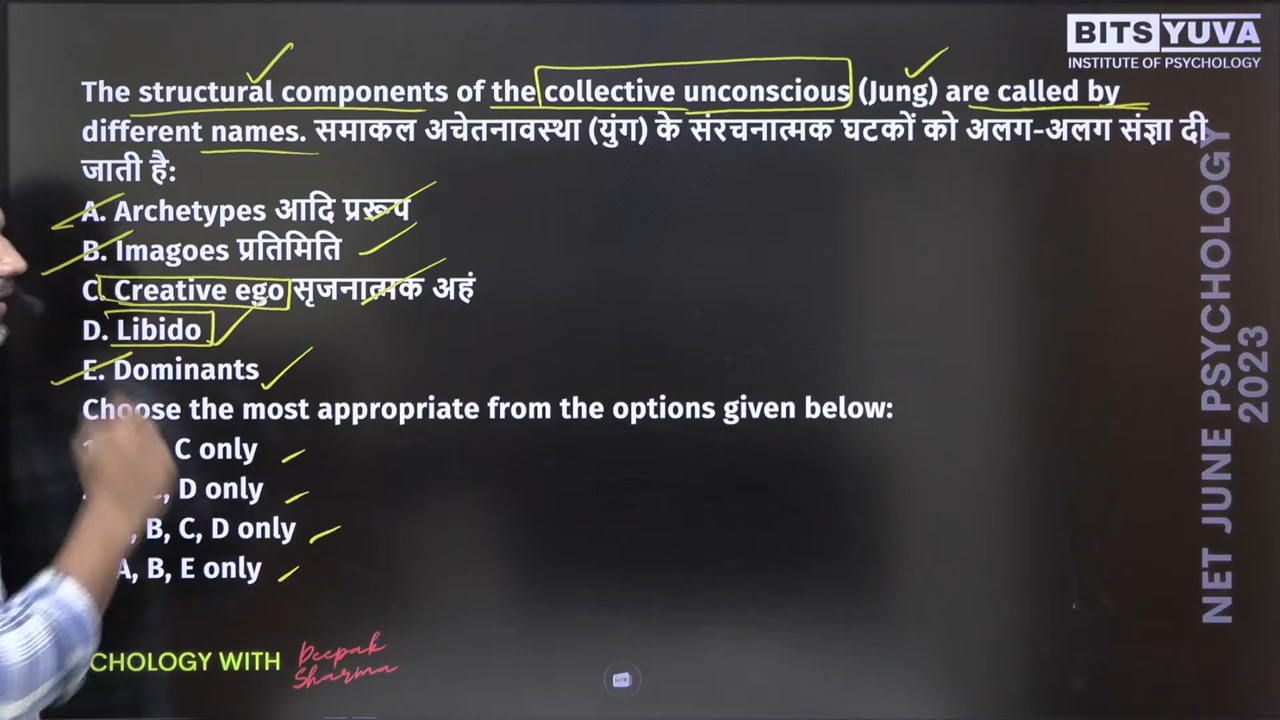 BITS YUVA
INSTITUTE OF PSYCHOLOGY
The structural components of the collective unconscious (Jung) are called by
different names. समाकल अचेतनावस्था (युंग) के संरचनात्मक घटकों को अलग-अलग संज्ञा दी
जाती है:
A. Archetypes आदि प्ररूप
B. Imagoes प्रतिमिति
C. Creative ego सृजनात्मक अहं
D. Libido
E. Dominants
Choose the most appropriate from the options given below:
C only
D only
, B, C, D only
A, B, E only
CHOLOGY WITH Deepak
Sharma
NET JUNE PSYCHOLOGY
2023